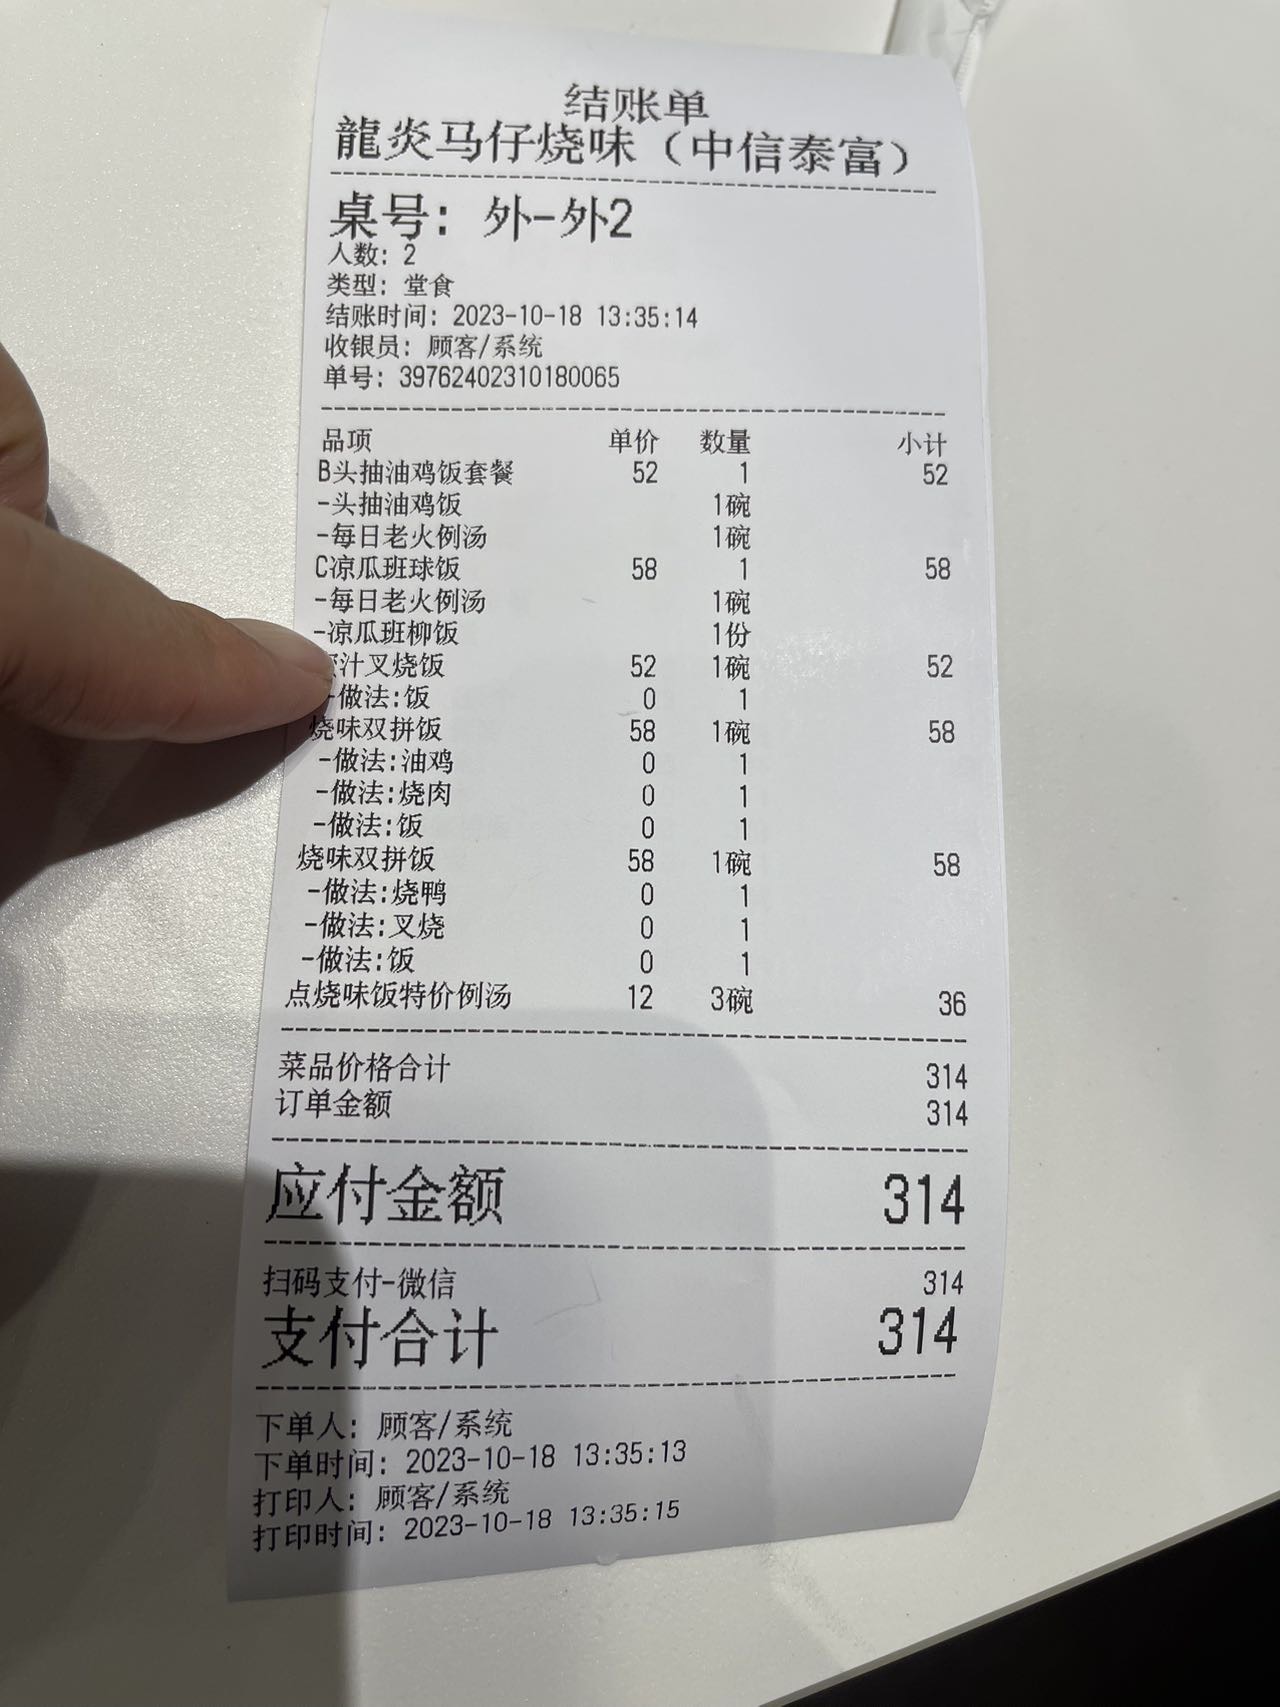 结账单
龍炎马仔烧味（中信泰富）
桌号: 外-外2
人数: 2
类型: 堂食
结账时间: 2023-10-18 13:35:14
收银员: 顾客/系统
单号: 39762402310180065
品项 单价 数量 小计
B头抽油鸡饭套餐 52 1 52
-头抽油鸡饭 1碗
-每日老火例汤 1碗
C凉瓜班球饭 58 1 58
-每日老火例汤 1碗
-凉瓜班柳饭 1份
汁叉烧饭 52 1碗 52
-做法:饭 0 1
烧味双拼饭 58 1碗 58
-做法:油鸡 0 1
-做法:烧肉 0 1
-做法:饭 0 1
烧味双拼饭 58 1碗 58
-做法:烧鸭 0 1
-做法:叉烧 0 1
-做法:饭 0 1
点烧味饭特价例汤 12 3碗 36
菜品价格合计 314
订单金额 314
应付金额 314
扫码支付-微信 314
支付合计 314
下单人: 顾客/系统
下单时间: 2023-10-18 13:35:13
打印人: 顾客/系统
打印时间: 2023-10-18 13:35:15